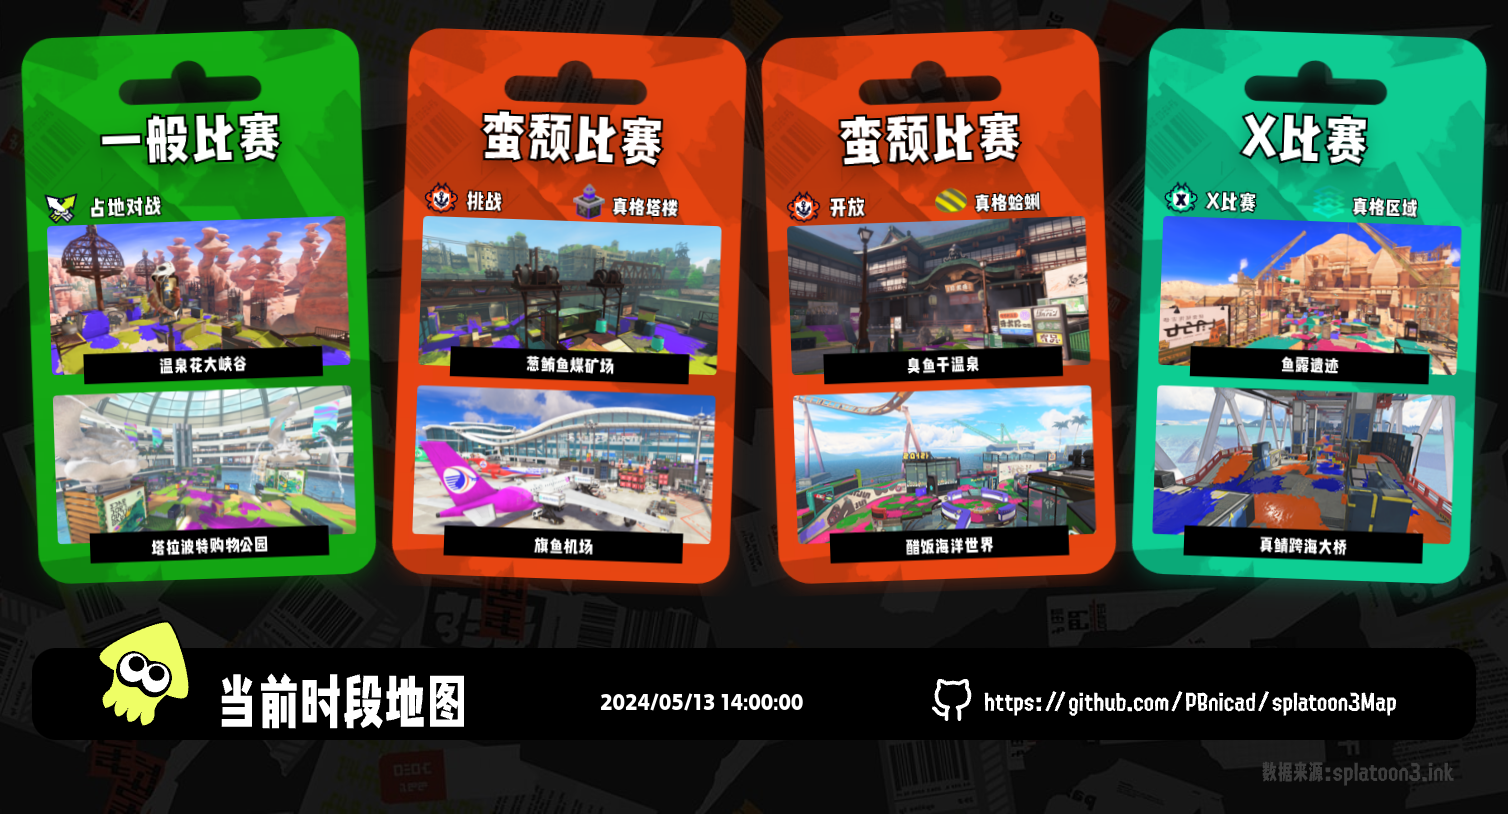 一般比赛
占地对战
温泉花大峡谷
塔拉波特购物公园
蛮颓比赛
挑战
真格塔楼
葱鲔鱼煤矿场
旗鱼机场
蛮颓比赛
开放
真格蛤蜊
臭鱼干温泉
醋饭海洋世界
X比赛
X比赛
真格区域
鱼露遗迹
真鲭跨海大桥
当前时段地图
2024/05/13 14:00:00
https://github.com/PBnicad/splatoon3Map
数据来源:splatoon3.ink